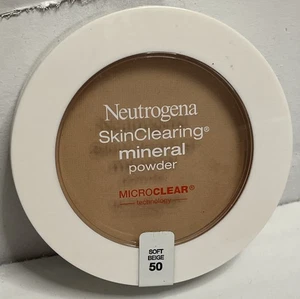 Neutrogena
SkinClearing®
mineral
powder
MICROCLEAR®
technology
SOFT
BEIGE
50